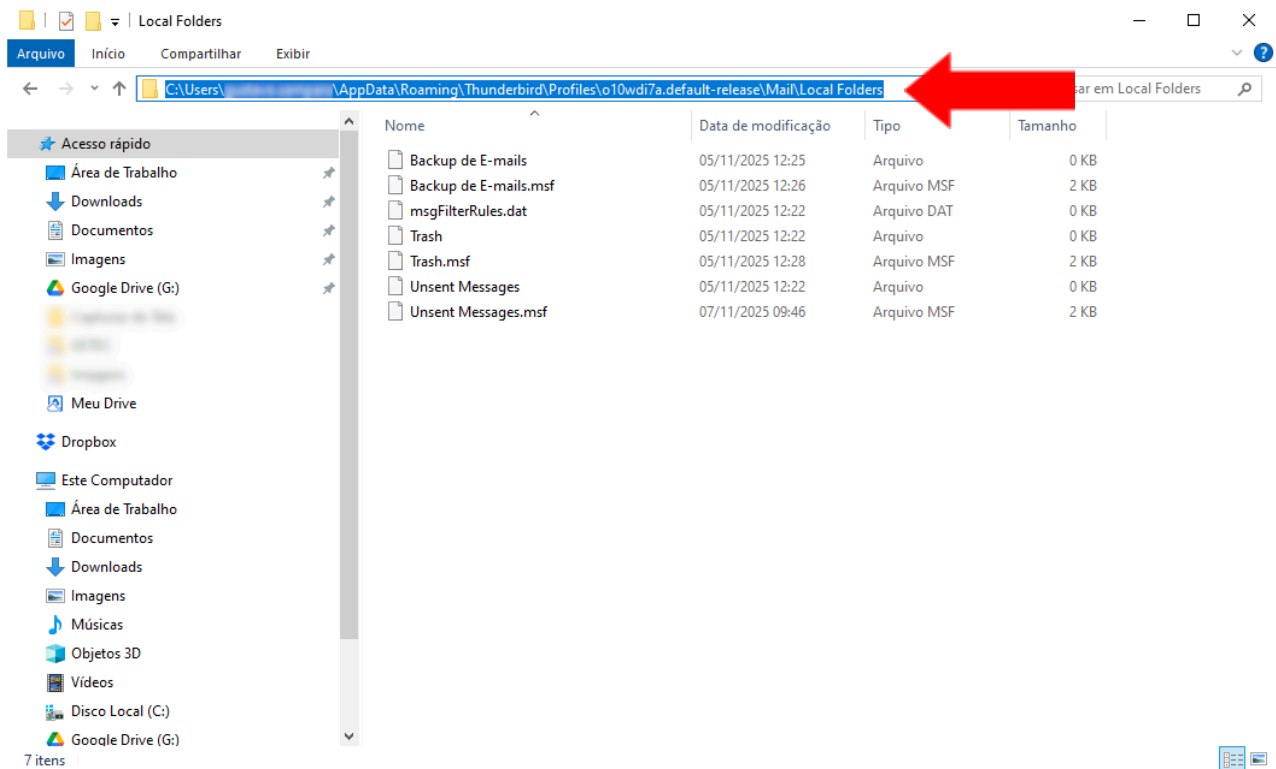 Local Folders
Arquivo Início Compartilhar Exibir
C:\Users\ \AppData\Roaming\Thunderbird\Profiles\o10wdi7a.default-release\Mail\Local Folders
em Local Folders
Nome Data de modificação Tipo Tamanho
Acesso rápido
Área de Trabalho
Downloads
Documentos
Imagens
Google Drive (G:)
Meu Drive
Dropbox
Este Computador
Área de Trabalho
Documentos
Downloads
Imagens
Músicas
Objetos 3D
Vídeos
Disco Local (C:)
Google Drive (G:)
Backup de E-mails 05/11/2025 12:25 Arquivo 0 KB
Backup de E-mails.msf 05/11/2025 12:26 Arquivo MSF 2 KB
msgFilterRules.dat 05/11/2025 12:22 Arquivo DAT 0 KB
Trash 05/11/2025 12:22 Arquivo 0 KB
Trash.msf 05/11/2025 12:28 Arquivo MSF 2 KB
Unsent Messages 05/11/2025 12:22 Arquivo 0 KB
Unsent Messages.msf 07/11/2025 09:46 Arquivo MSF 2 KB
7 itens